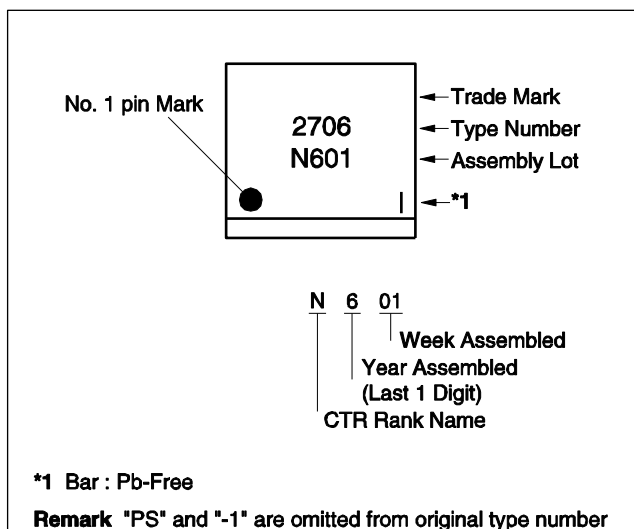 No. 1 pin Mark
2706
N601
Trade Mark
Type Number
Assembly Lot
*1
N 6 01
Week Assembled
Year Assembled
(Last 1 Digit)
CTR Rank Name
*1 Bar : Pb-Free
Remark "PS" and "-1" are omitted from original type number